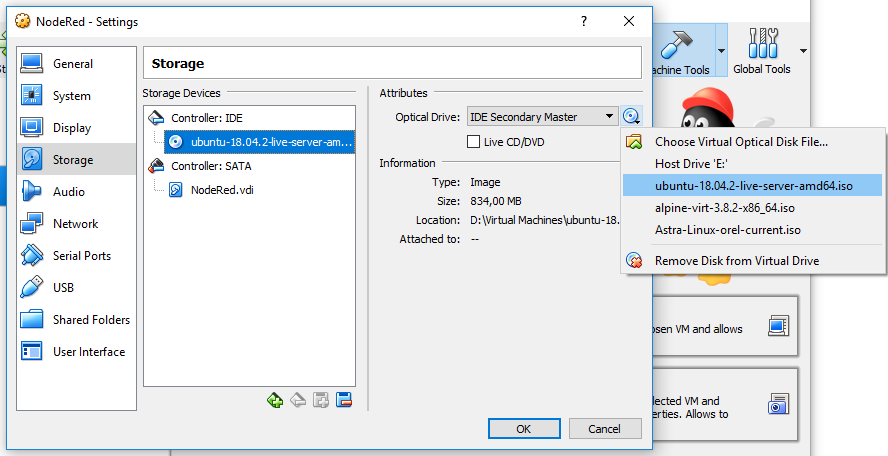 NodeRed - Settings
General
System
Display
Storage
Audio
Network
Serial Ports
USB
Shared Folders
User Interface
Storage
Storage Devices
Controller: IDE
ubuntu-18.04.2-live-server-am...
Controller: SATA
NodeRed.vdi
Attributes
Optical Drive: IDE Secondary Master
Live CD/DVD
Information
Type: Image
Size: 834,00 MB
Location: D:\Virtual Machines\ubuntu-18.
Attached to: --
OK
Cancel
Choose Virtual Optical Disk File...
Host Drive 'E:'
ubuntu-18.04.2-live-server-amd64.iso
alpine-virt-3.8.2-x86_64.iso
Astra-Linux-orel-current.iso
Remove Disk from Virtual Drive
achine Tools
Global Tools
osen VM and allows
lected VM and
erties. Allows to